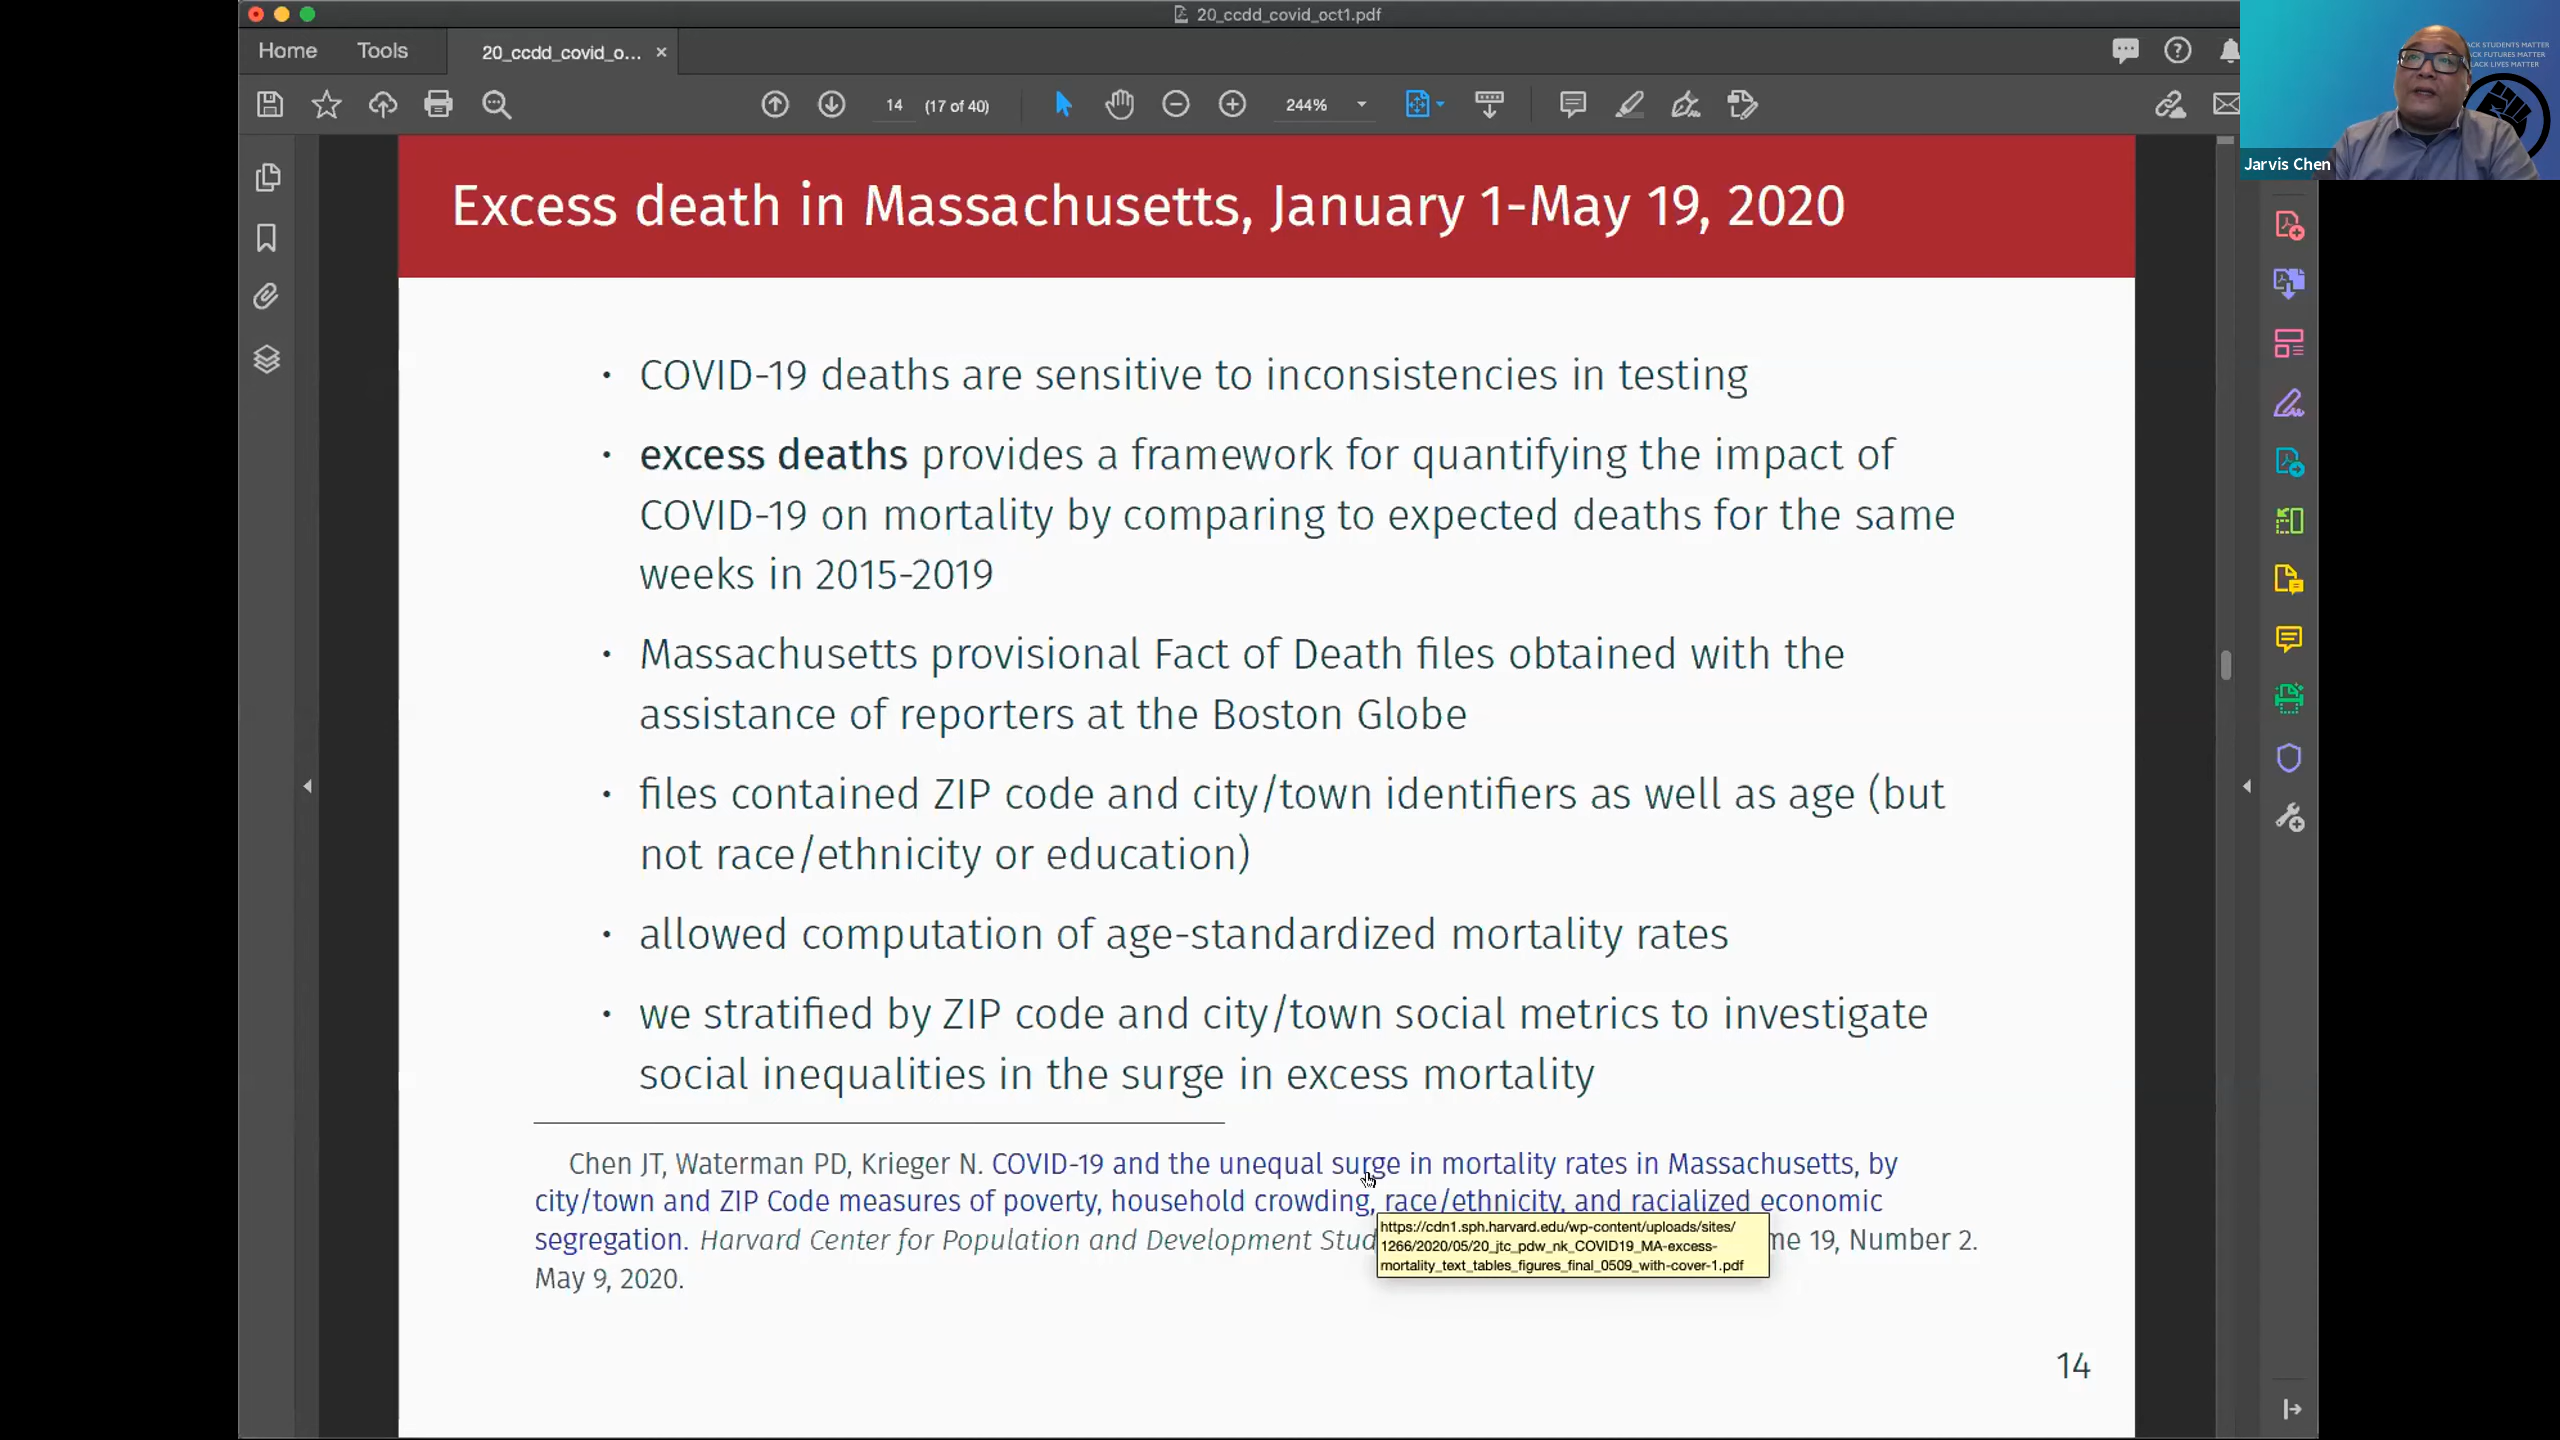 20_ccdd_covid_oct1.pdf
Home
Tools
20_ccdd_covid_o...
14
(17 of 40)
244%
STUDENTS MATTER
FUTURES MATTER
LIVES MATTER
Jarvis Chen
Excess death in Massachusetts, January 1-May 19, 2020
• COVID-19 deaths are sensitive to inconsistencies in testing
• excess deaths provides a framework for quantifying the impact of
COVID-19 on mortality by comparing to expected deaths for the same
weeks in 2015-2019
• Massachusetts provisional Fact of Death files obtained with the
assistance of reporters at the Boston Globe
• files contained ZIP code and city/town identifiers as well as age (but
not race/ethnicity or education)
• allowed computation of age-standardized mortality rates
• we stratified by ZIP code and city/town social metrics to investigate
social inequalities in the surge in excess mortality
Chen JT, Waterman PD, Krieger N. COVID-19 and the unequal surge in mortality rates in Massachusetts, by
city/town and ZIP Code measures of poverty, household crowding, race/ethnicity, and racialized economic
segregation. Harvard Center for Population and Development Stud me 19, Number 2.
May 9, 2020.
https://cdn1.sph.harvard.edu/wp-content/uploads/sites/
1266/2020/05/20_jtc_pdw_nk_COVID19_MA-excess-
mortality_text_tables_figures_final_0509_with-cover-1.pdf
14